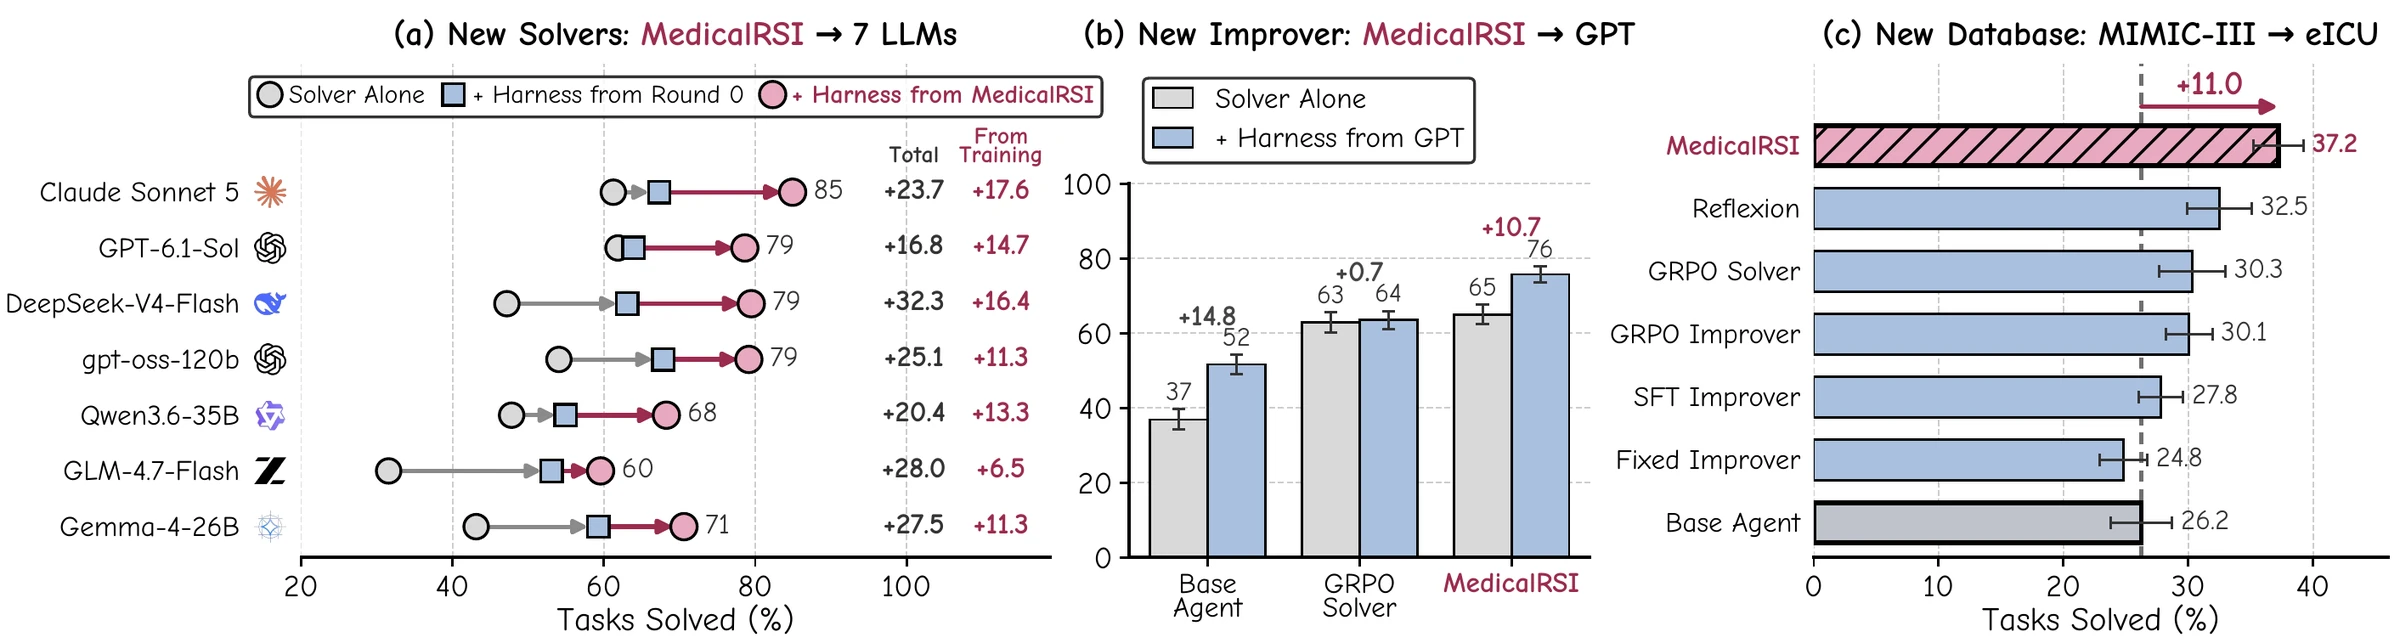 (a) New Solvers: MedicalRSI → 7 LLMs
Solver Alone + Harness from Round 0 + Harness from MedicalRSI
Total From Training
Claude Sonnet 5 85 +23.7 +17.6
GPT-6.1-Sol 79 +16.8 +14.7
DeepSeek-V4-Flash 79 +32.3 +16.4
gpt-oss-120b 79 +25.1 +11.3
Qwen3.6-35B 68 +20.4 +13.3
GLM-4.7-Flash 60 +28.0 +6.5
Gemma-4-26B 71 +27.5 +11.3
20 40 60 80 100
Tasks Solved (%)
(b) New Improver: MedicalRSI → GPT
Solver Alone
+ Harness from GPT
100
80
60
40
20
0
+14.8
37 52
+0.7
63 64
+10.7
65 76
Base Agent
GRPO Solver
MedicalRSI
(c) New Database: MIMIC-III → eICU
+11.0
MedicalRSI 37.2
Reflexion 32.5
GRPO Solver 30.3
GRPO Improver 30.1
SFT Improver 27.8
Fixed Improver 24.8
Base Agent 26.2
0 10 20 30 40
Tasks Solved (%)